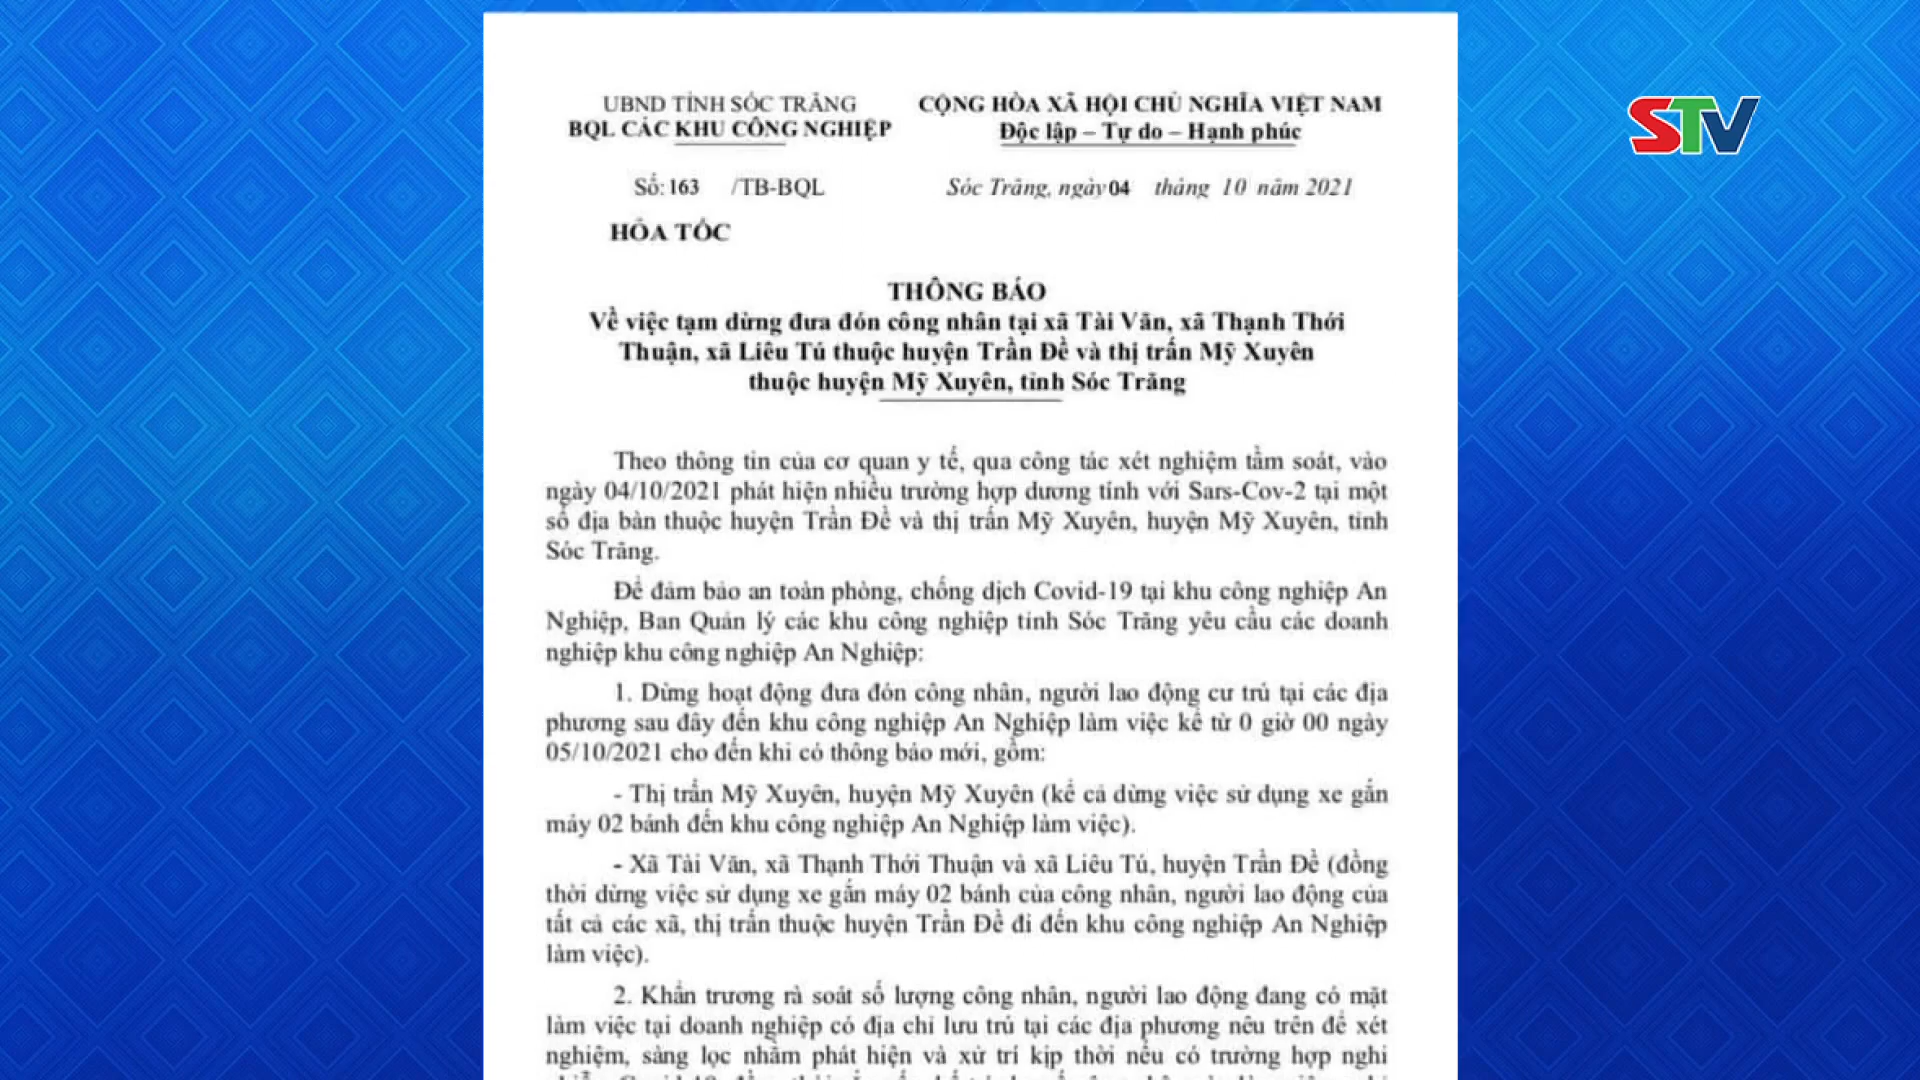 UBND TỈNH SÓC TRĂNG
BQL CÁC KHU CÔNG NGHIỆP
CỘNG HÒA XÃ HỘI CHỦ NGHĨA VIỆT NAM
Độc lập – Tự do – Hạnh phúc
STV
Số: 163 /TB-BQL
Sóc Trăng, ngày 04 tháng 10 năm 2021
HỎA TỐC
THÔNG BÁO
Về việc tạm dừng đưa đón công nhân tại xã Tài Văn, xã Thạnh Thới
Thuận, xã Liêu Tú thuộc huyện Trần Đề và thị trấn Mỹ Xuyên
thuộc huyện Mỹ Xuyên, tỉnh Sóc Trăng
Theo thông tin của cơ quan y tế, qua công tác xét nghiệm tầm soát, vào
ngày 04/10/2021 phát hiện nhiều trường hợp dương tính với Sars-Cov-2 tại một
số địa bàn thuộc huyện Trần Đề và thị trấn Mỹ Xuyên, huyện Mỹ Xuyên, tỉnh
Sóc Trăng.
Để đảm bảo an toàn phòng, chống dịch Covid-19 tại khu công nghiệp An
Nghiệp, Ban Quản lý các khu công nghiệp tỉnh Sóc Trăng yêu cầu các doanh
nghiệp khu công nghiệp An Nghiệp:
1. Dừng hoạt động đưa đón công nhân, người lao động cư trú tại các địa
phương sau đây đến khu công nghiệp An Nghiệp làm việc kể từ 0 giờ 00 ngày
05/10/2021 cho đến khi có thông báo mới, gồm:
- Thị trấn Mỹ Xuyên, huyện Mỹ Xuyên (kể cả dừng việc sử dụng xe gắn
máy 02 bánh đến khu công nghiệp An Nghiệp làm việc).
- Xã Tài Văn, xã Thạnh Thới Thuận và xã Liêu Tú, huyện Trần Đề (đồng
thời dừng việc sử dụng xe gắn máy 02 bánh của công nhân, người lao động của
tất cả các xã, thị trấn thuộc huyện Trần Đề đi đến khu công nghiệp An Nghiệp
làm việc).
2. Khẩn trương rà soát số lượng công nhân, người lao động đang có mặt
làm việc tại doanh nghiệp có địa chỉ lưu trú tại các địa phương nêu trên để xét
nghiệm, sàng lọc nhằm phát hiện và xử trí kịp thời nếu có trường hợp nghi